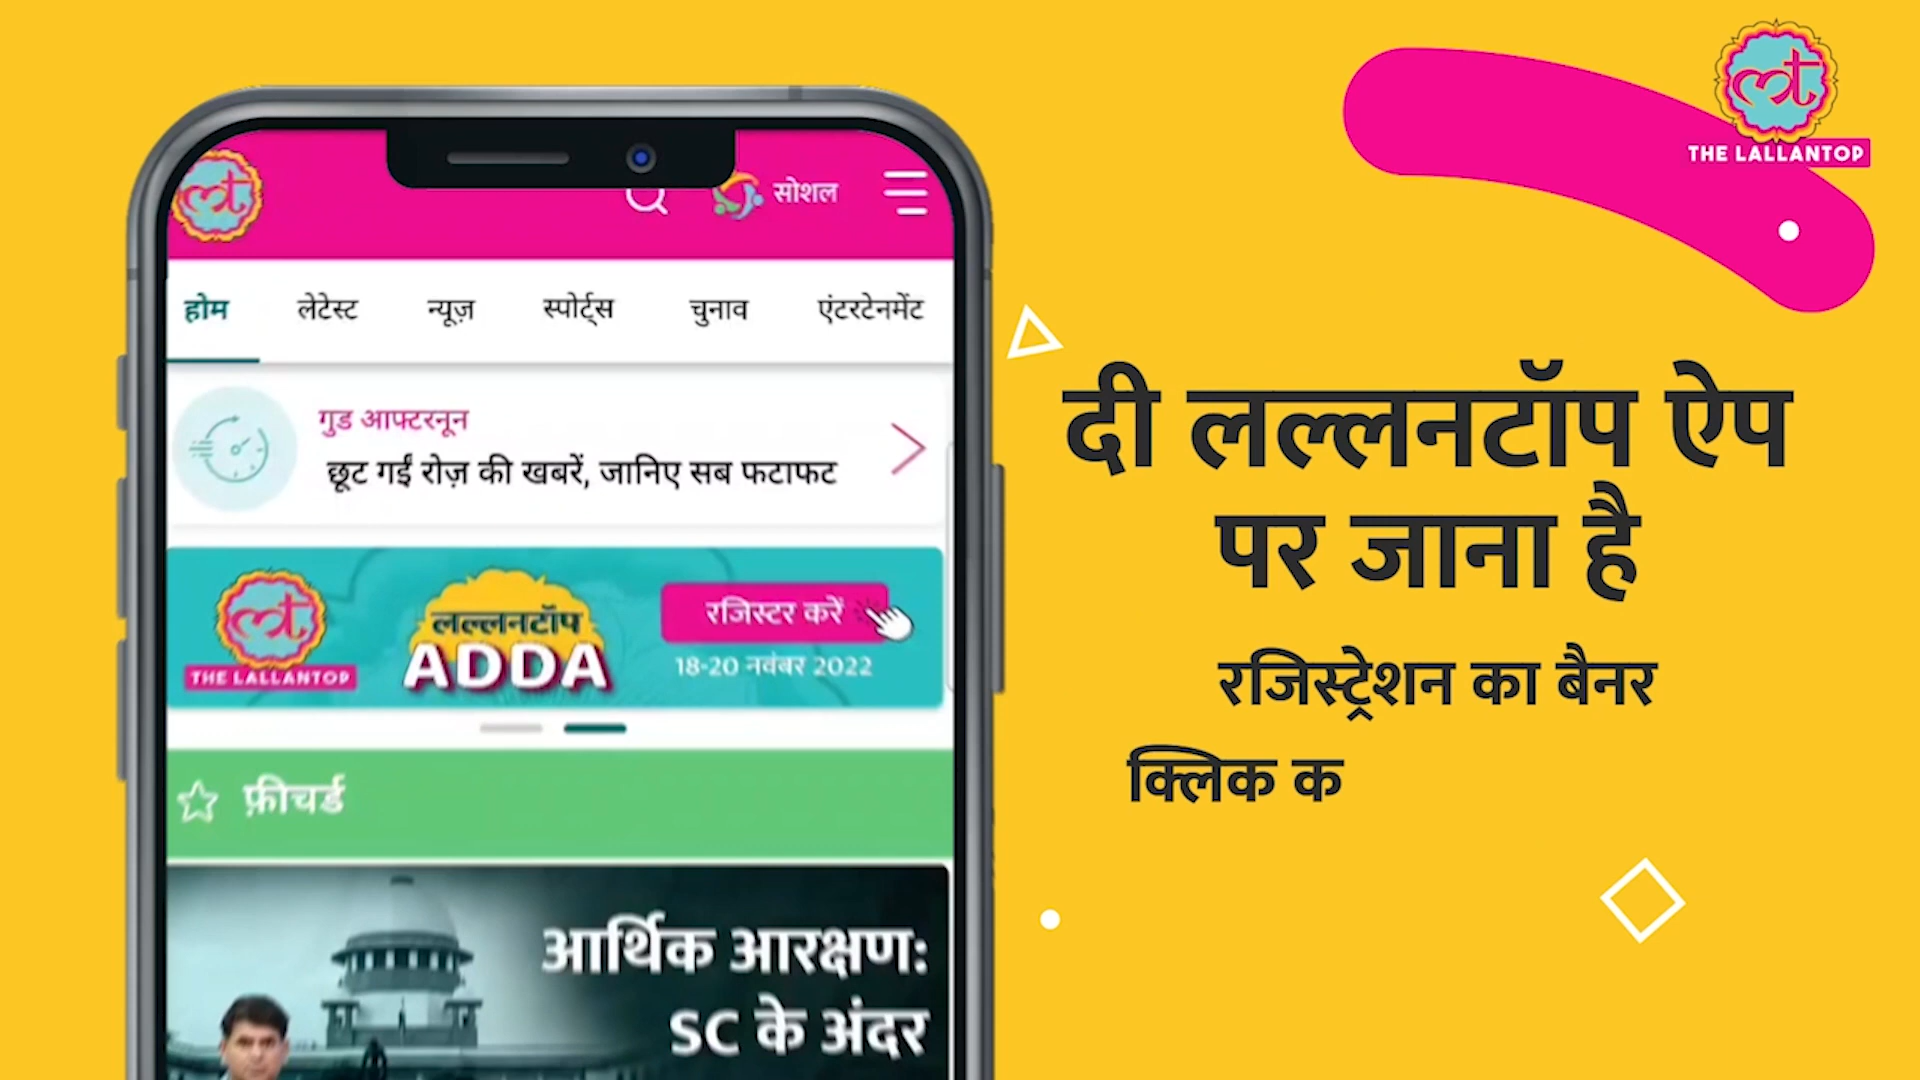 THE LALLANTOP
सोशल
होम लेटेस्ट न्यूज़ स्पोर्ट्स चुनाव एंटरटेनमेंट
गुड आफ्टरनून
छूट गईं रोज़ की खबरें, जानिए सब फटाफट
THE LALLANTOP
लल्लनटॉप
ADDA
रजिस्टर करें
18-20 नवंबर 2022
फ़ीचर्ड
आर्थिक आरक्षण:
SC के अंदर
दी लल्लनटॉप ऐप
पर जाना है
रजिस्ट्रेशन का बैनर
क्लिक क